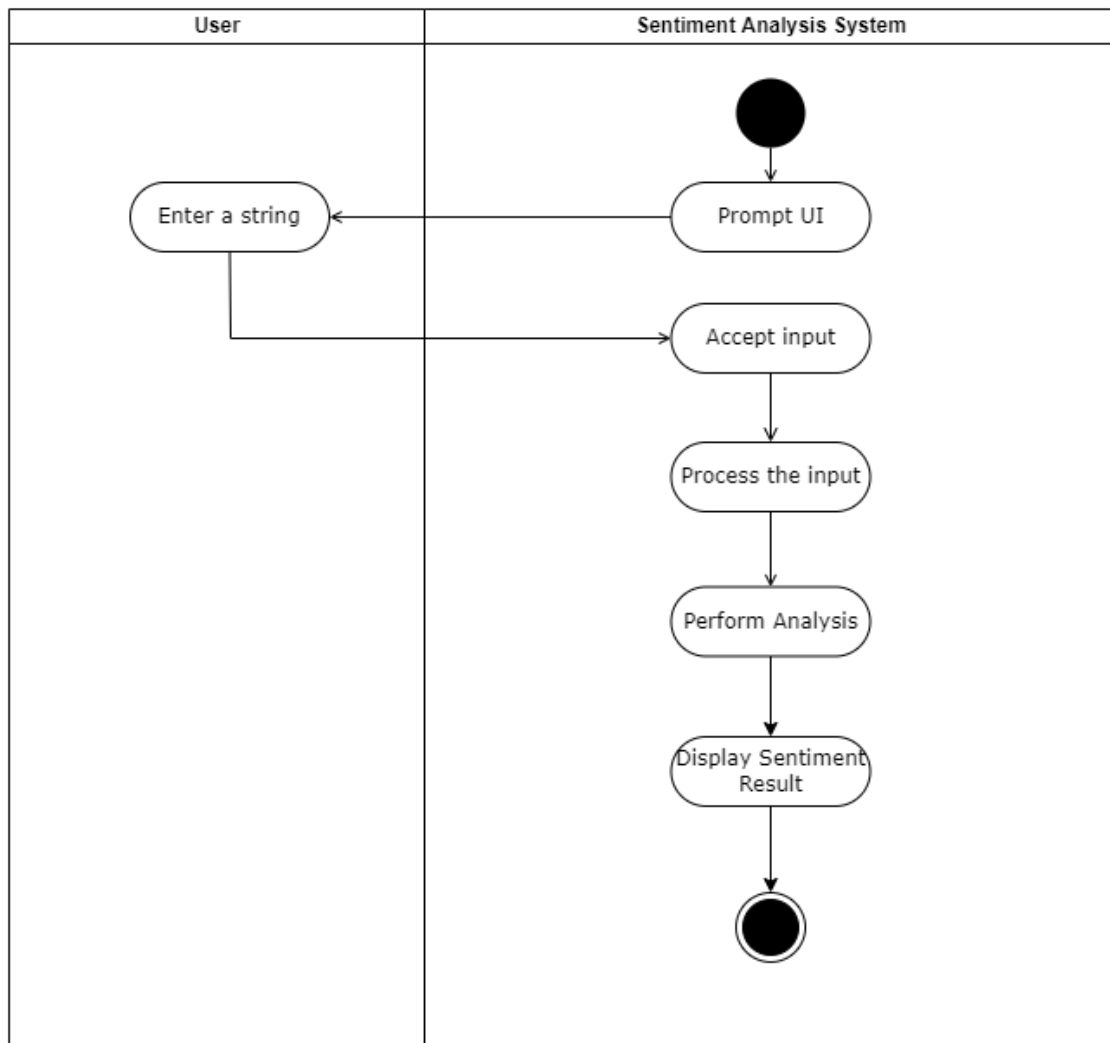 User
Sentiment Analysis System
Enter a string
Prompt UI
Accept input
Process the input
Perform Analysis
Display Sentiment
Result